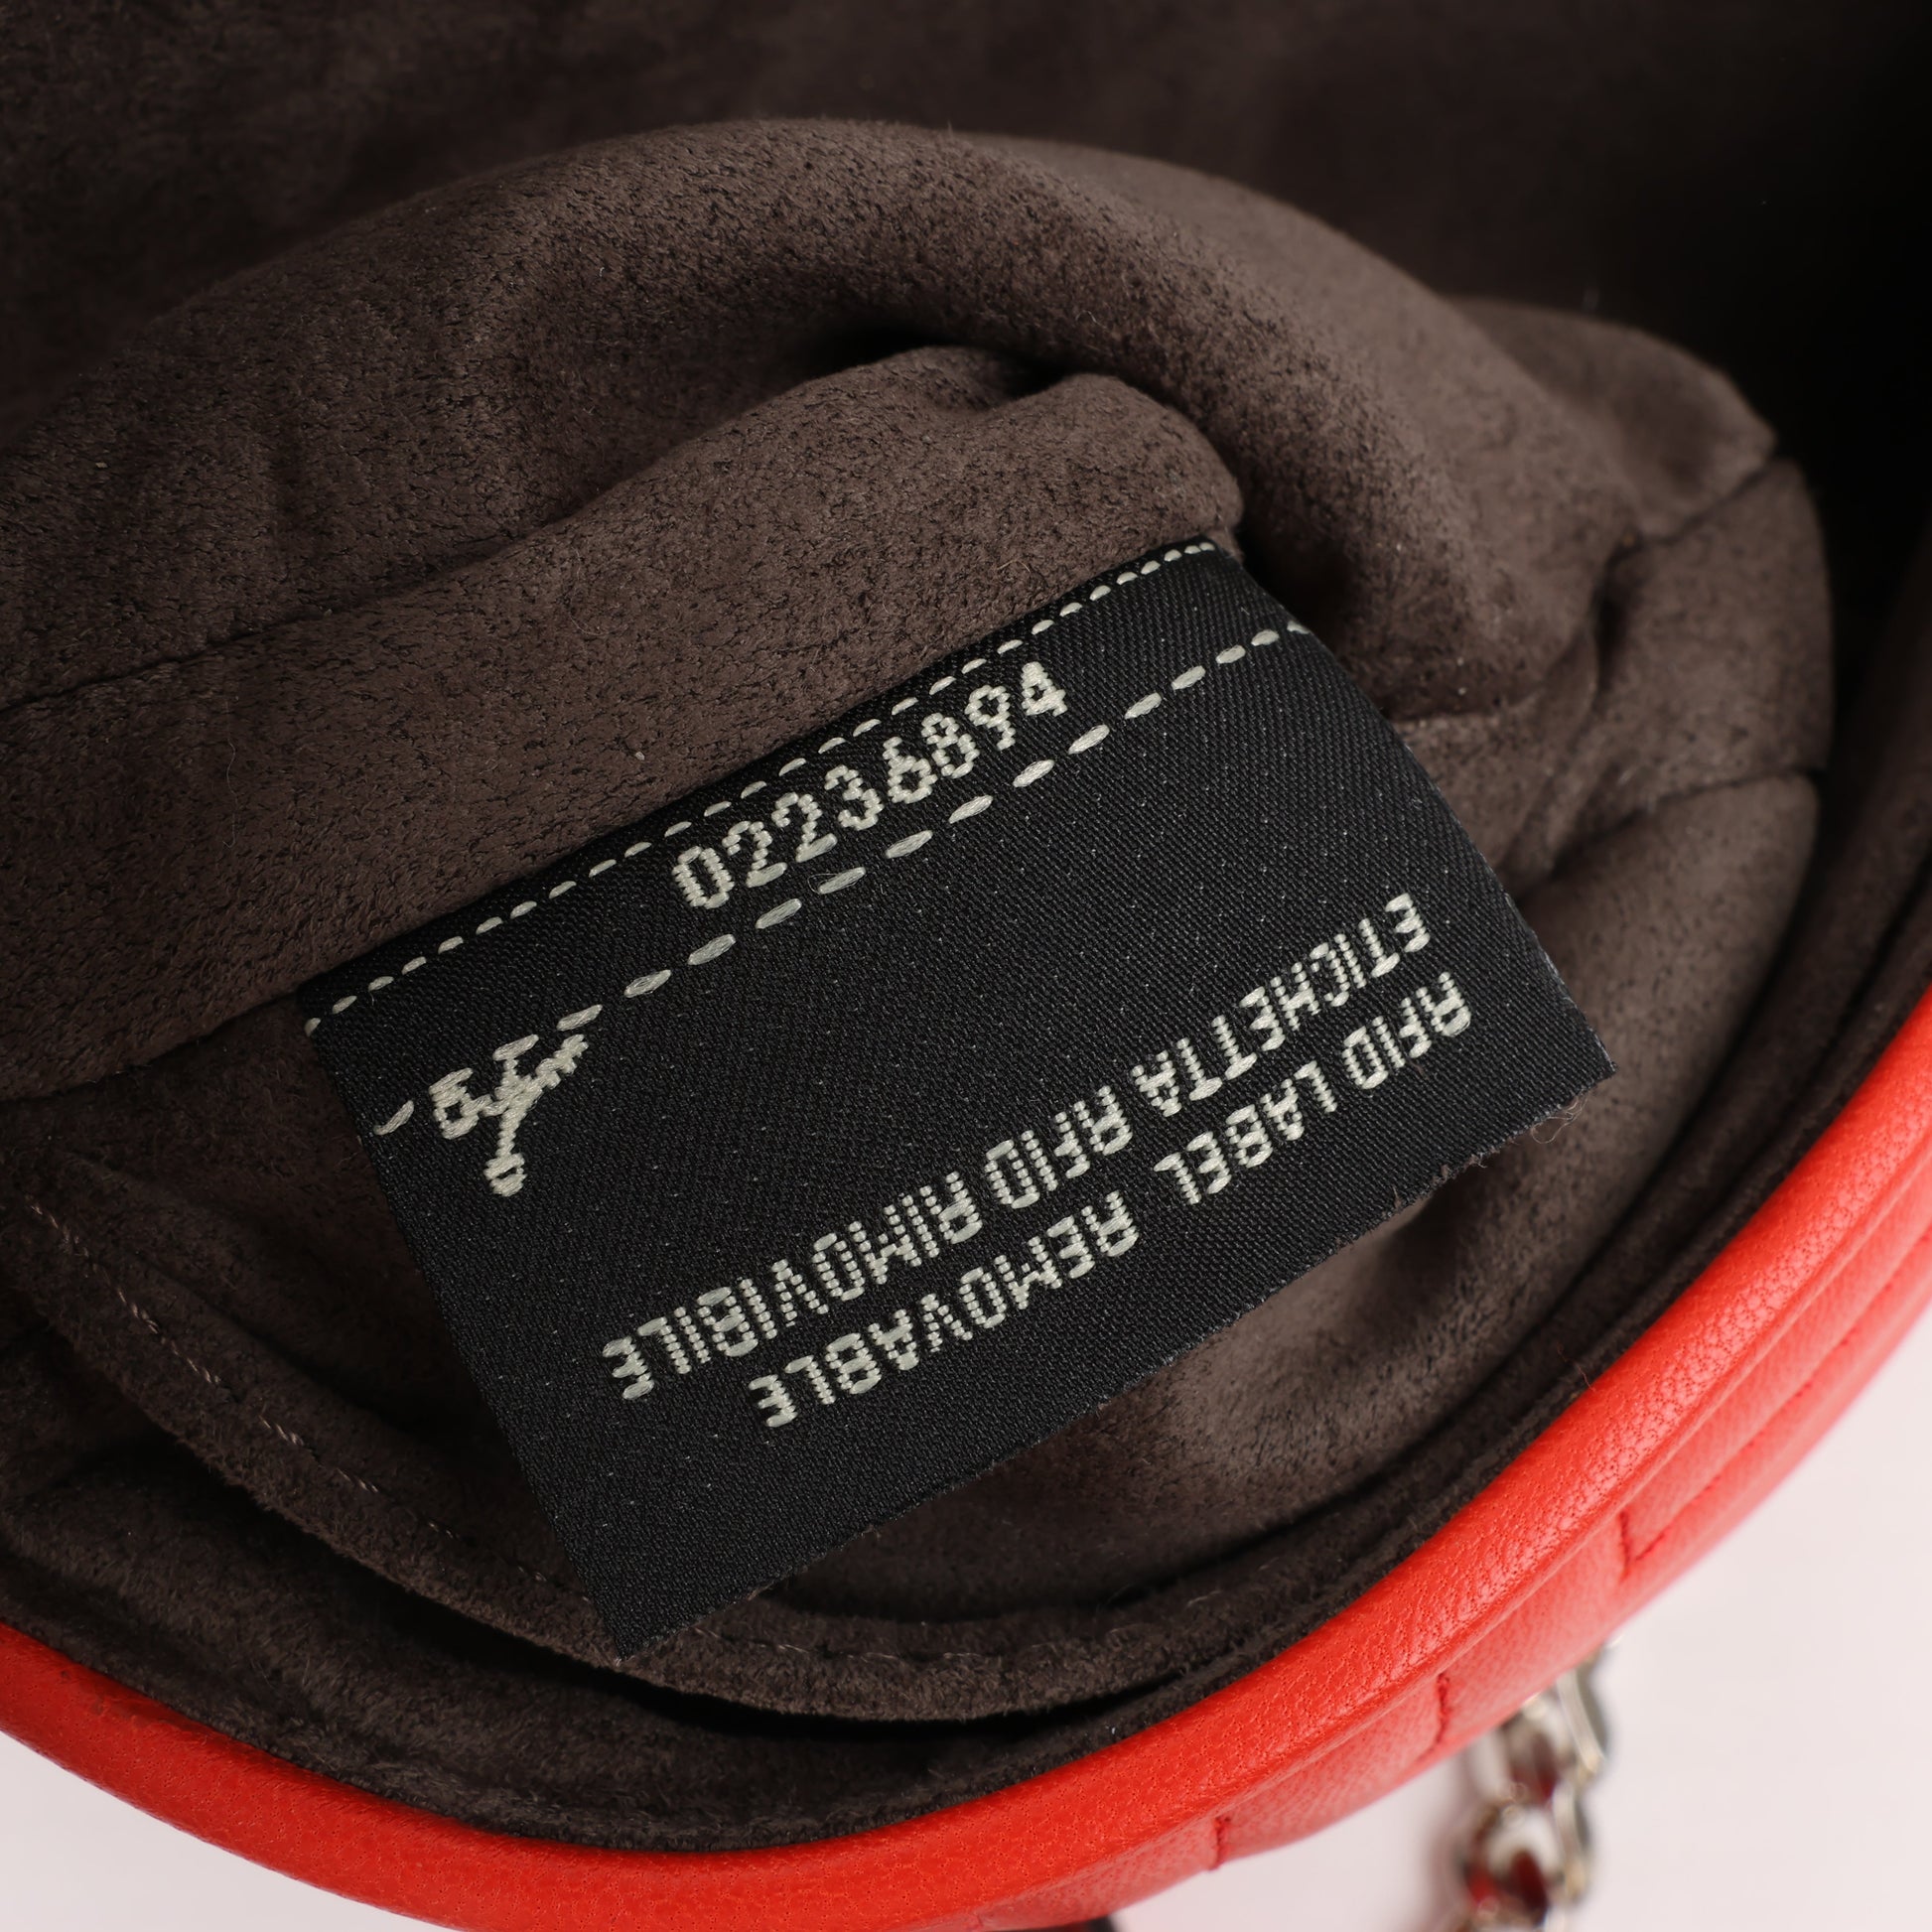 02236894
ETICHETTA RFID RIMOVIBILE
RFID LABEL REMOVABLE